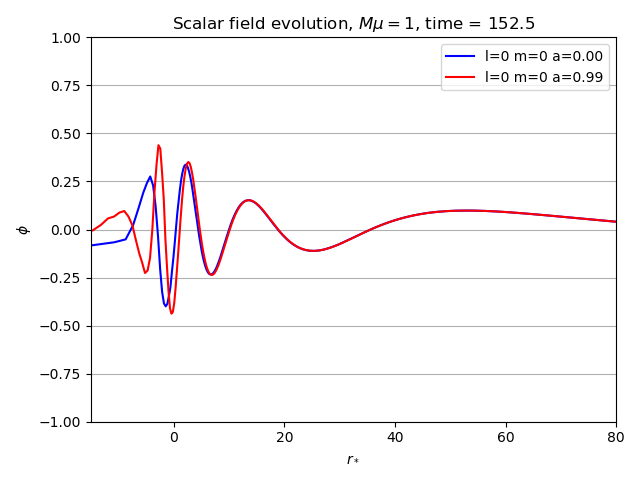 Scalar field evolution, Mμ = 1, time = 152.5
l=0 m=0 a=0.00
l=0 m=0 a=0.99
1.00
0.75
0.50
0.25
0.00
−0.25
−0.50
−0.75
−1.00
ϕ
0 20 40 60 80
r*